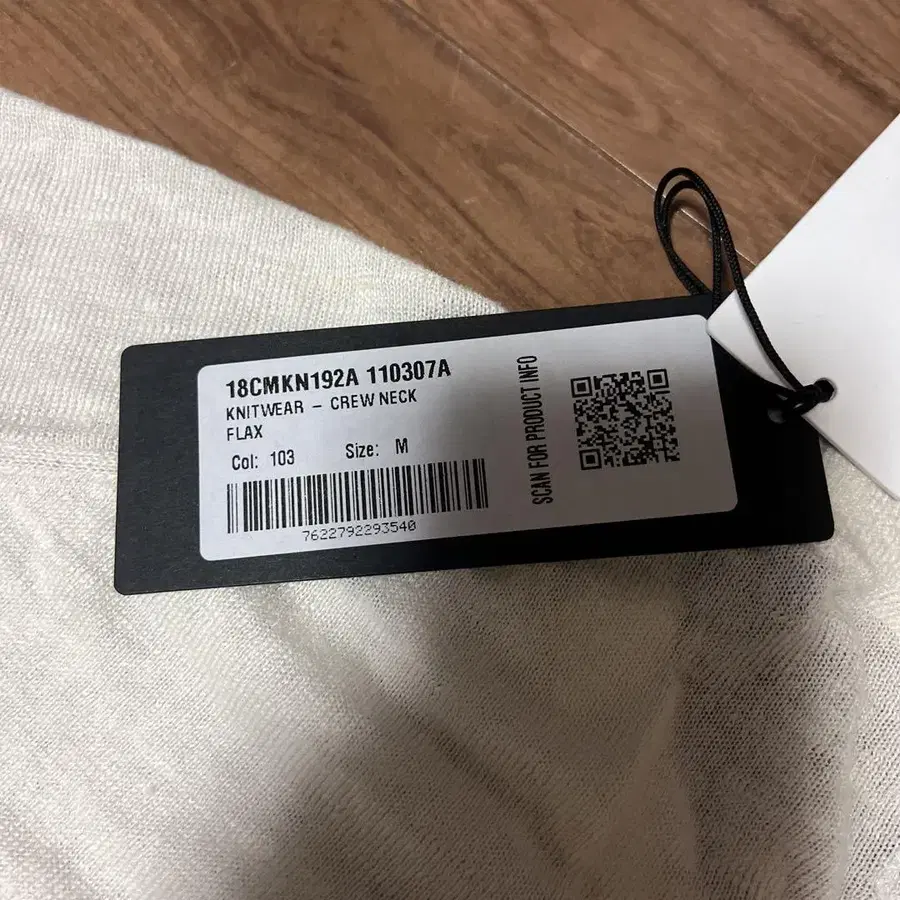 18CMKN192A 110307A
KNITWEAR – CREW NECK
FLAX
Col: 103 Size: M
7622792293540
SCAN FOR PRODUCT INFO